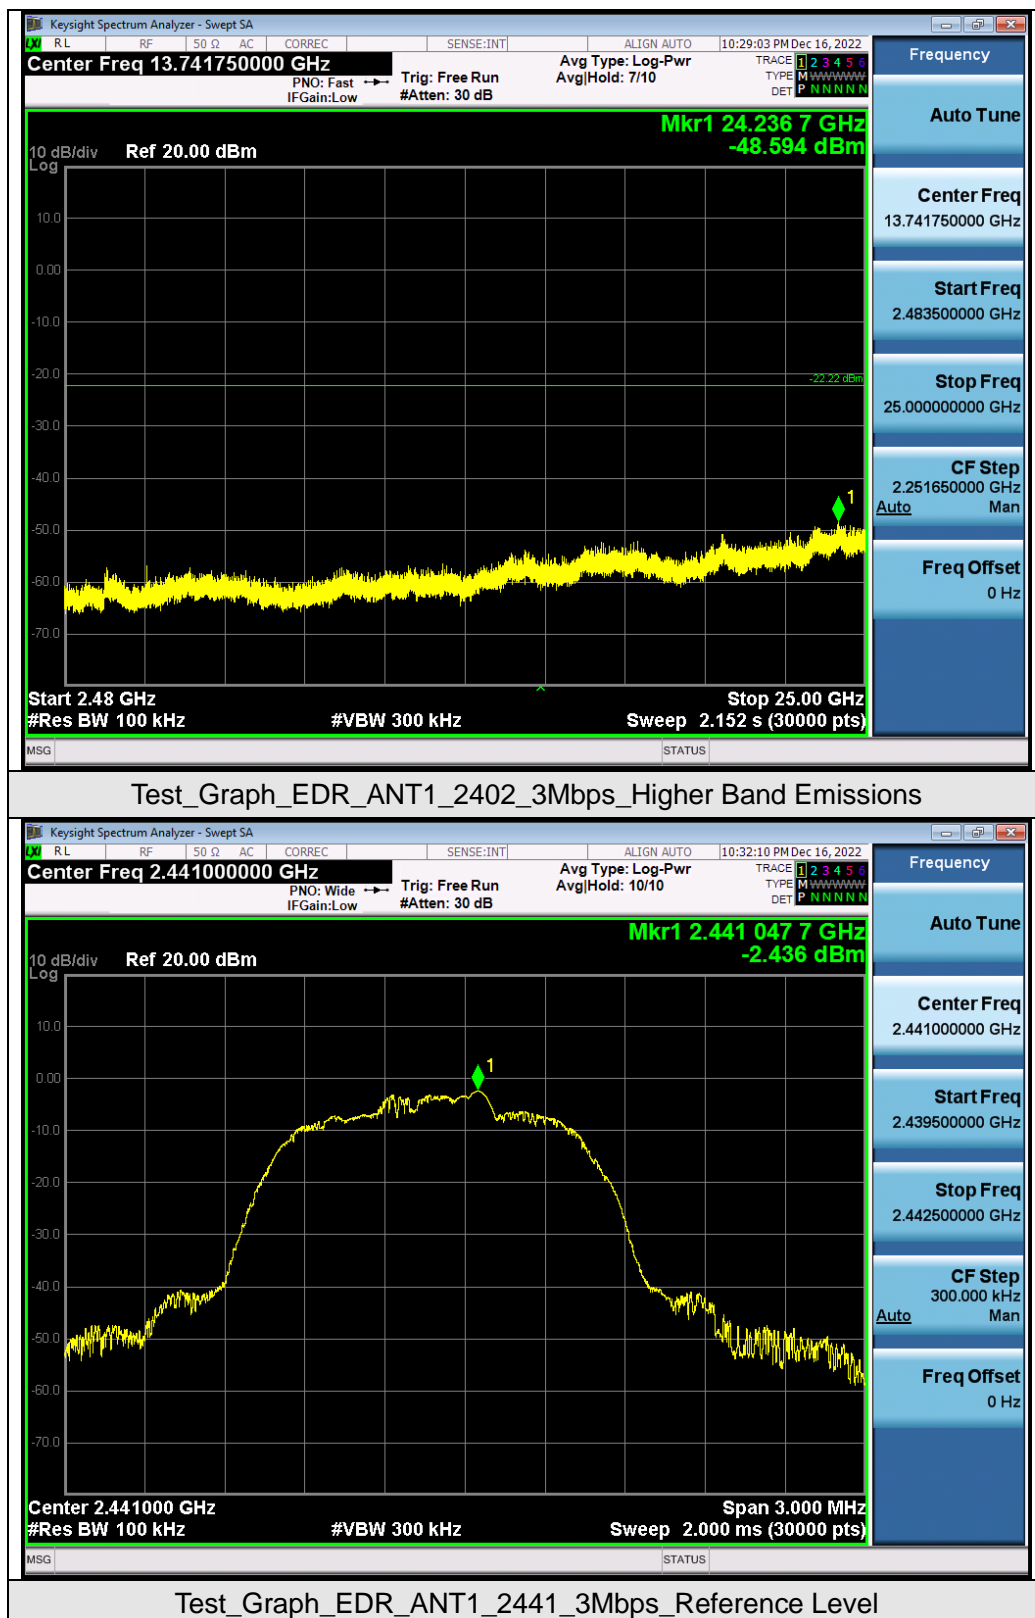 Keysight Spectrum Analyzer - Swept SA
LXI RL RF 50 Ω AC CORREC SENSE:INT ALIGN AUTO 10:29:03 PM Dec 16, 2022
Center Freq 13.741750000 GHz
PNO: Fast
IFGain:Low
Trig: Free Run
#Atten: 30 dB
Avg Type: Log-Pwr
Avg|Hold: 7/10
TRACE 1 2 3 4 5 6
TYPE M WWWWW
DET P N N N N N
Mkr1 24.236 7 GHz
-48.594 dBm
10 dB/div Ref 20.00 dBm
Log
10.0
0.00
-10.0
-20.0
-22.22 dBm
-30.0
-40.0
1
-50.0
-60.0
-70.0
Start 2.48 GHz Stop 25.00 GHz
#Res BW 100 kHz #VBW 300 kHz Sweep 2.152 s (30000 pts)
MSG STATUS
Frequency
Auto Tune
Center Freq
13.741750000 GHz
Start Freq
2.483500000 GHz
Stop Freq
25.000000000 GHz
CF Step
2.251650000 GHz
Auto Man
Freq Offset
0 Hz
Test_Graph_EDR_ANT1_2402_3Mbps_Higher Band Emissions
Keysight Spectrum Analyzer - Swept SA
LXI RL RF 50 Ω AC CORREC SENSE:INT ALIGN AUTO 10:32:10 PM Dec 16, 2022
Center Freq 2.441000000 GHz
PNO: Wide
IFGain:Low
Trig: Free Run
#Atten: 30 dB
Avg Type: Log-Pwr
Avg|Hold: 10/10
TRACE 1 2 3 4 5 6
TYPE M WWWWW
DET P N N N N N
Mkr1 2.441 047 7 GHz
-2.436 dBm
10 dB/div Ref 20.00 dBm
Log
10.0
1
0.00
-10.0
-20.0
-30.0
-40.0
-50.0
-60.0
-70.0
Center 2.441000 GHz Span 3.000 MHz
#Res BW 100 kHz #VBW 300 kHz Sweep 2.000 ms (30000 pts)
MSG STATUS
Frequency
Auto Tune
Center Freq
2.441000000 GHz
Start Freq
2.439500000 GHz
Stop Freq
2.442500000 GHz
CF Step
300.000 kHz
Auto Man
Freq Offset
0 Hz
Test_Graph_EDR_ANT1_2441_3Mbps_Reference Level